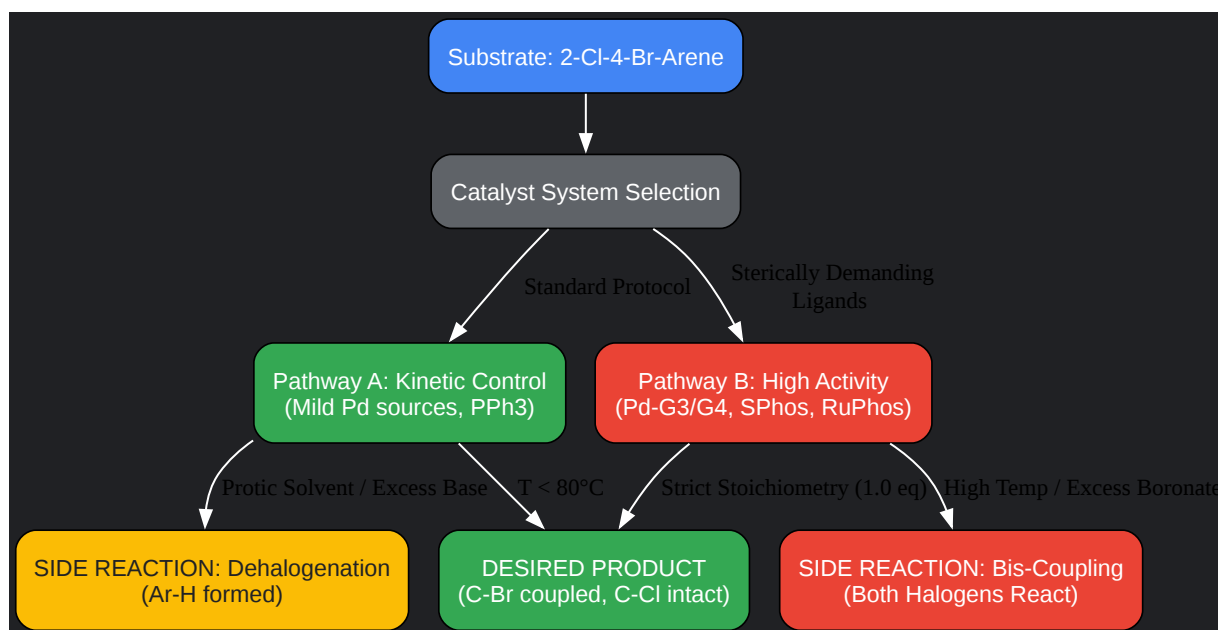 Substrate: 2-Cl-4-Br-Arene
Catalyst System Selection
Standard Protocol
Sterically Demanding
Ligands
Pathway A: Kinetic Control
(Mild Pd sources, PPh3)
Pathway B: High Activity
(Pd-G3/G4, SPhos, RuPhos)
Protic Solvent / Excess Base
T < 80°C
Strict Stoichiometry (1.0 eq)
High Temp / Excess Boronate
SIDE REACTION: Dehalogenation
(Ar-H formed)
DESIRED PRODUCT
(C-Br coupled, C-Cl intact)
SIDE REACTION: Bis-Coupling
(Both Halogens React)